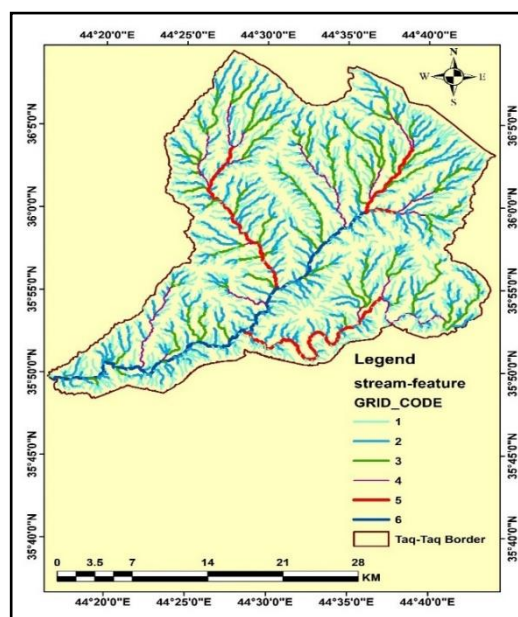 44°20'0"E 44°25'0"E 44°30'0"E 44°35'0"E 44°40'0"E
N
W E
S
36°5'0"N
36°0'0"N
35°55'0"N
35°50'0"N
35°45'0"N
35°40'0"N
36°5'0"N
36°0'0"N
35°55'0"N
35°50'0"N
35°45'0"N
35°40'0"N
Legend
stream-feature
GRID_CODE
1
2
3
4
5
6
Taq-Taq Border
0 3.5 7 14 21 28
KM
44°20'0"E 44°25'0"E 44°30'0"E 44°35'0"E 44°40'0"E